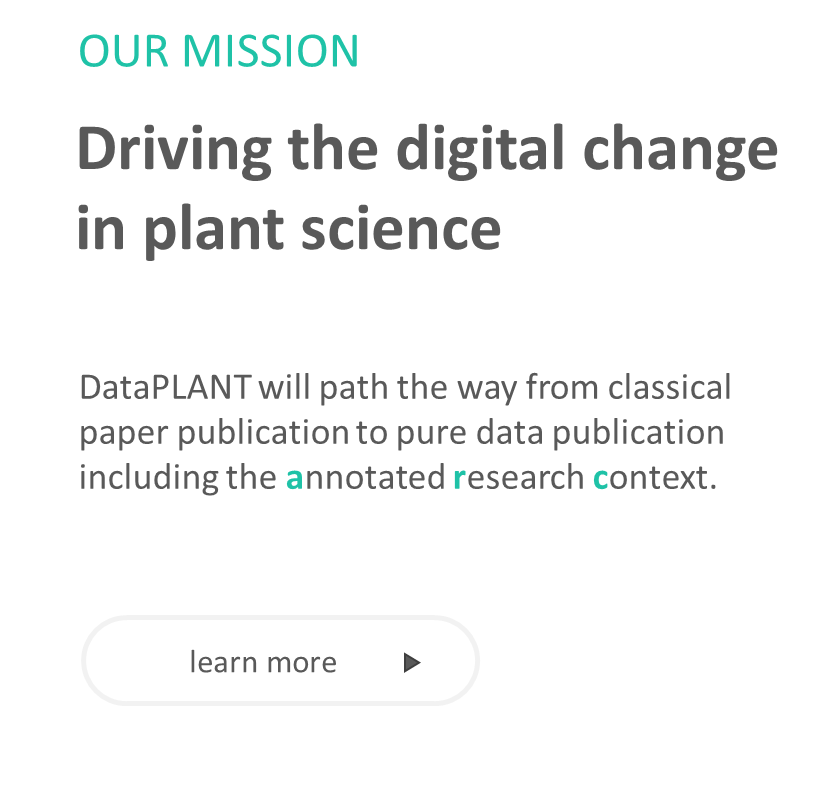 OUR MISSION
Driving the digital change
in plant science
DataPLANT will path the way from classical
paper publication to pure data publication
including the annotated research context.
learn more